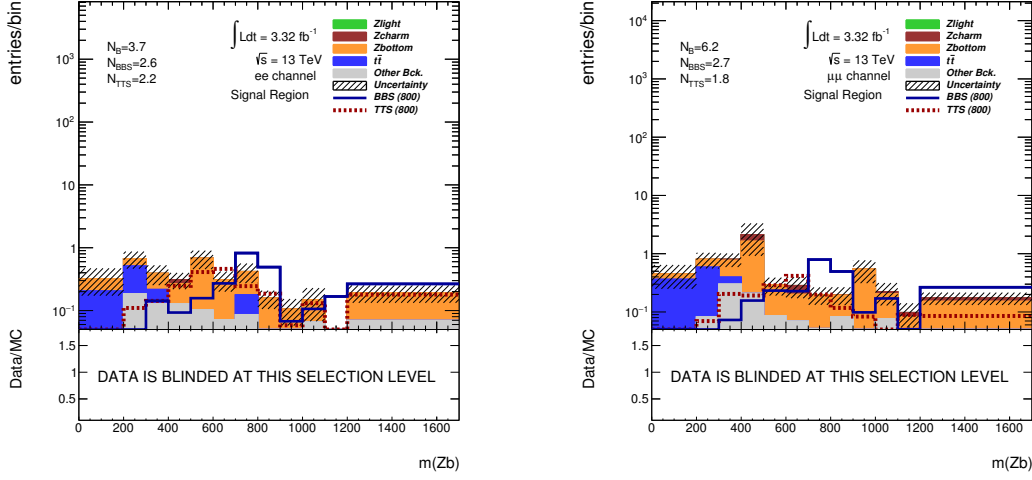 entries/bin
10³
10²
10
1
10⁻¹
N_B=3.7
N_BBS=2.6
N_TTS=2.2
∫ Ldt = 3.32 fb⁻¹
√s = 13 TeV
ee channel
Signal Region
Zlight
Zcharm
Zbottom
tt̄
Other Bck.
Uncertainty
BBS (800)
TTS (800)
Data/MC
1.5
1
0.5
DATA IS BLINDED AT THIS SELECTION LEVEL
0 200 400 600 800 1000 1200 1400 1600
m(Zb)
entries/bin
10⁴
10³
10²
10
1
10⁻¹
N_B=6.2
N_BBS=2.7
N_TTS=1.8
∫ Ldt = 3.32 fb⁻¹
√s = 13 TeV
μμ channel
Signal Region
Zlight
Zcharm
Zbottom
tt̄
Other Bck.
Uncertainty
BBS (800)
TTS (800)
Data/MC
1.5
1
0.5
DATA IS BLINDED AT THIS SELECTION LEVEL
0 200 400 600 800 1000 1200 1400 1600
m(Zb)